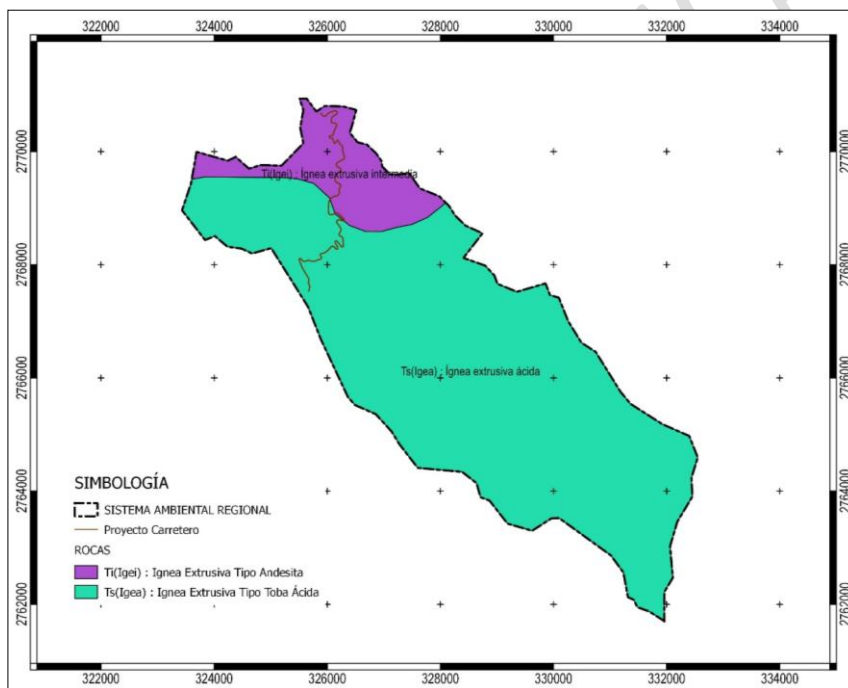 322000 324000 326000 328000 330000 332000 334000
2770000 2770000
Ti(Igei) : Ígnea extrusiva intermedia
2768000 2768000
Ts(Igea) : Ígnea extrusiva ácida
2766000 2766000
2764000 2764000
SIMBOLOGÍA
SISTEMA AMBIENTAL REGIONAL
Proyecto Carretero
ROCAS
Ti(Igei) : Ignea Extrusiva Tipo Andesita
Ts(Igea) : Ignea Extrusiva Tipo Toba Ácida
2762000 2762000
322000 324000 326000 328000 330000 332000 334000